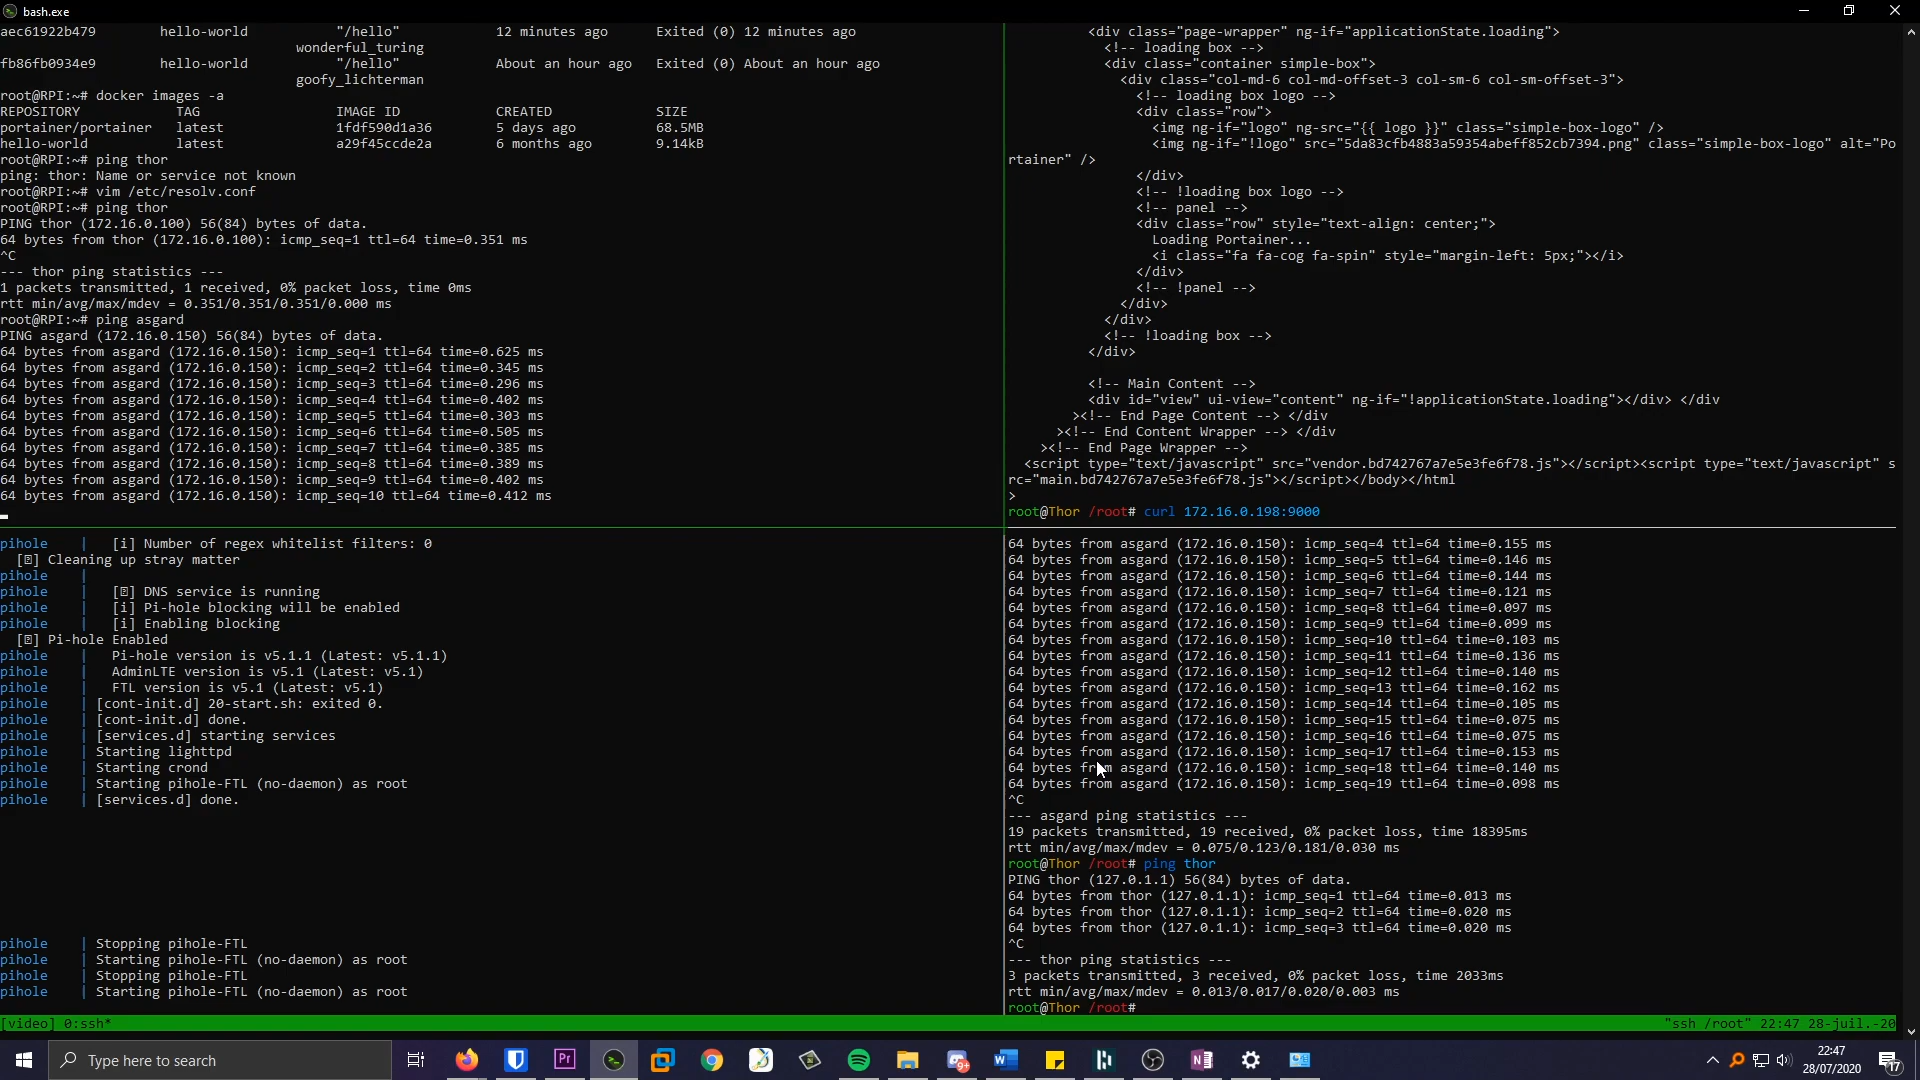 bash.exe
aec61922b479        hello-world         "/hello"            12 minutes ago      Exited (0) 12 minutes ago
                                     wonderful_turing
fb86fb0934e9        hello-world         "/hello"            About an hour ago   Exited (0) About an hour ago
                                     goofy_lichterman
root@RPI:~# docker images -a
REPOSITORY            TAG                 IMAGE ID            CREATED             SIZE
portainer/portainer   latest              1fdf590d1a36        5 days ago          68.5MB
hello-world           latest              a29f45ccde2a        6 months ago        9.14kB
root@RPI:~# ping thor
ping: thor: Name or service not known
root@RPI:~# vim /etc/resolv.conf
root@RPI:~# ping thor
PING thor (172.16.0.100) 56(84) bytes of data.
64 bytes from thor (172.16.0.100): icmp_seq=1 ttl=64 time=0.351 ms
^C
--- thor ping statistics ---
1 packets transmitted, 1 received, 0% packet loss, time 0ms
rtt min/avg/max/mdev = 0.351/0.351/0.351/0.000 ms
root@RPI:~# ping asgard
PING asgard (172.16.0.150) 56(84) bytes of data.
64 bytes from asgard (172.16.0.150): icmp_seq=1 ttl=64 time=0.625 ms
64 bytes from asgard (172.16.0.150): icmp_seq=2 ttl=64 time=0.345 ms
64 bytes from asgard (172.16.0.150): icmp_seq=3 ttl=64 time=0.296 ms
64 bytes from asgard (172.16.0.150): icmp_seq=4 ttl=64 time=0.402 ms
64 bytes from asgard (172.16.0.150): icmp_seq=5 ttl=64 time=0.303 ms
64 bytes from asgard (172.16.0.150): icmp_seq=6 ttl=64 time=0.505 ms
64 bytes from asgard (172.16.0.150): icmp_seq=7 ttl=64 time=0.385 ms
64 bytes from asgard (172.16.0.150): icmp_seq=8 ttl=64 time=0.389 ms
64 bytes from asgard (172.16.0.150): icmp_seq=9 ttl=64 time=0.402 ms
64 bytes from asgard (172.16.0.150): icmp_seq=10 ttl=64 time=0.412 ms
<div class="page-wrapper" ng-if="applicationState.loading">
<!-- loading box -->
<div class="container simple-box">
<div class="col-md-6 col-md-offset-3 col-sm-6 col-sm-offset-3">
<!-- loading box logo -->
<div class="row">
<img ng-if="logo" ng-src="{{ logo }}" class="simple-box-logo" />
<img ng-if="!logo" src="5da83cfb4883a59354abeff852cb7394.png" class="simple-box-logo" alt="Po
rtainer" />
</div>
<!-- !loading box logo -->
<!-- panel -->
<div class="row" style="text-align: center;">
Loading Portainer...
<i class="fa fa-cog fa-spin" style="margin-left: 5px;"></i>
</div>
<!-- !panel -->
</div>
</div>
<!-- !loading box -->
</div>
<!-- Main Content -->
<div id="view" ui-view="content" ng-if="!applicationState.loading"></div> </div
><!-- End Page Content --> </div
><!-- End Content Wrapper --> </div
><!-- End Page Wrapper -->
<script type="text/javascript" src="vendor.bd742767a7e5e3fe6f78.js"></script><script type="text/javascript" s
rc="main.bd742767a7e5e3fe6f78.js"></script></body></html
>
root@Thor /root# curl 172.16.0.198:9000
pihole    |   [i] Number of regex whitelist filters: 0
[] Cleaning up stray matter
pihole    |
pihole    |   [] DNS service is running
pihole    |   [i] Pi-hole blocking will be enabled
pihole    |   [i] Enabling blocking
[] Pi-hole Enabled
pihole    |   Pi-hole version is v5.1.1 (Latest: v5.1.1)
pihole    |   AdminLTE version is v5.1 (Latest: v5.1)
pihole    |   FTL version is v5.1 (Latest: v5.1)
pihole    | [cont-init.d] 20-start.sh: exited 0.
pihole    | [cont-init.d] done.
pihole    | [services.d] starting services
pihole    | Starting lighttpd
pihole    | Starting crond
pihole    | Starting pihole-FTL (no-daemon) as root
pihole    | [services.d] done.
pihole    | Stopping pihole-FTL
pihole    | Starting pihole-FTL (no-daemon) as root
pihole    | Stopping pihole-FTL
pihole    | Starting pihole-FTL (no-daemon) as root
64 bytes from asgard (172.16.0.150): icmp_seq=4 ttl=64 time=0.155 ms
64 bytes from asgard (172.16.0.150): icmp_seq=5 ttl=64 time=0.146 ms
64 bytes from asgard (172.16.0.150): icmp_seq=6 ttl=64 time=0.144 ms
64 bytes from asgard (172.16.0.150): icmp_seq=7 ttl=64 time=0.121 ms
64 bytes from asgard (172.16.0.150): icmp_seq=8 ttl=64 time=0.097 ms
64 bytes from asgard (172.16.0.150): icmp_seq=9 ttl=64 time=0.099 ms
64 bytes from asgard (172.16.0.150): icmp_seq=10 ttl=64 time=0.103 ms
64 bytes from asgard (172.16.0.150): icmp_seq=11 ttl=64 time=0.136 ms
64 bytes from asgard (172.16.0.150): icmp_seq=12 ttl=64 time=0.140 ms
64 bytes from asgard (172.16.0.150): icmp_seq=13 ttl=64 time=0.162 ms
64 bytes from asgard (172.16.0.150): icmp_seq=14 ttl=64 time=0.105 ms
64 bytes from asgard (172.16.0.150): icmp_seq=15 ttl=64 time=0.075 ms
64 bytes from asgard (172.16.0.150): icmp_seq=16 ttl=64 time=0.075 ms
64 bytes from asgard (172.16.0.150): icmp_seq=17 ttl=64 time=0.153 ms
64 bytes from asgard (172.16.0.150): icmp_seq=18 ttl=64 time=0.140 ms
64 bytes from asgard (172.16.0.150): icmp_seq=19 ttl=64 time=0.098 ms
^C
--- asgard ping statistics ---
19 packets transmitted, 19 received, 0% packet loss, time 18395ms
rtt min/avg/max/mdev = 0.075/0.123/0.181/0.030 ms
root@Thor /root# ping thor
PING thor (127.0.1.1) 56(84) bytes of data.
64 bytes from thor (127.0.1.1): icmp_seq=1 ttl=64 time=0.013 ms
64 bytes from thor (127.0.1.1): icmp_seq=2 ttl=64 time=0.020 ms
64 bytes from thor (127.0.1.1): icmp_seq=3 ttl=64 time=0.020 ms
^C
--- thor ping statistics ---
3 packets transmitted, 3 received, 0% packet loss, time 2033ms
rtt min/avg/max/mdev = 0.013/0.017/0.020/0.003 ms
root@Thor /root#
[video] 0:ssh* "ssh /root" 22:47 28-juil.-20
Type here to search
22:47
28/07/2020
17